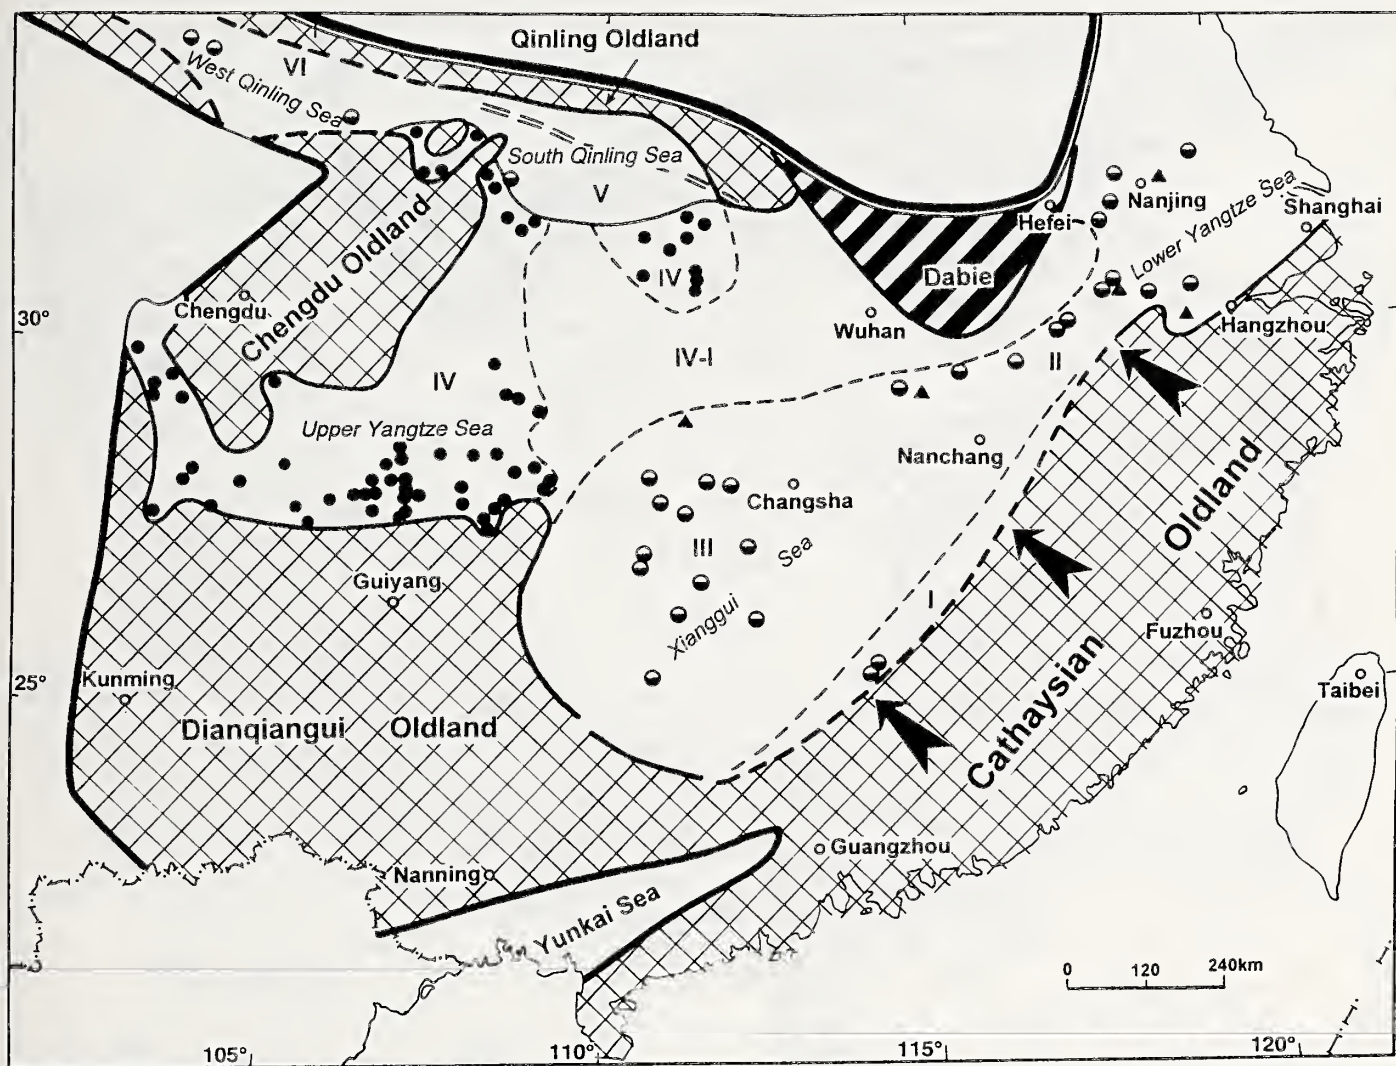 Qinling Oldland
VI
West Qinling Sea
South Qinling Sea
V
Nanjing
Hefei
Shanghai
Lower Yangtze Sea
Chengdu Oldland
Dabie
IV
Chengdu
30°
Wuhan
Hangzhou
IV-I
II
IV
Upper Yangtze Sea
Nanchang
Changsha
Oldland
III
Sea
Guiyang
Xianggui
I
Fuzhou
Kunming
25°
Taibei
Dianqiangui Oldland
Cathaysian
Guangzhou
Nanning
Yunkai Sea
0 120 240km
105°
110°
115°
120°